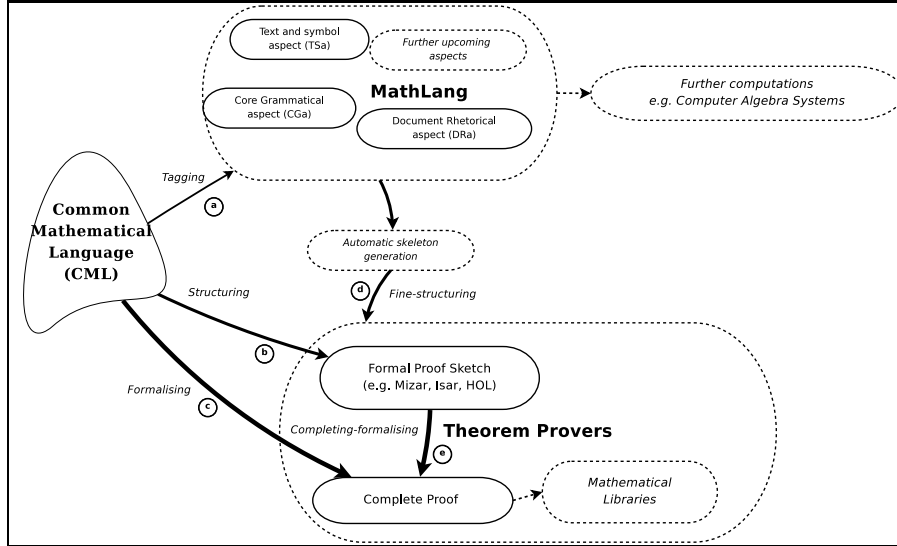 Text and symbol
aspect (TSa)
Further upcoming
aspects
MathLang
Core Grammatical
aspect (CGa)
Document Rhetorical
aspect (DRa)
Further computations
e.g. Computer Algebra Systems
Tagging
a
Common
Mathematical
Language
(CML)
Automatic skeleton
generation
Structuring
d
Fine-structuring
b
Formal Proof Sketch
(e.g. Mizar, Isar, HOL)
Formalising
c
Completing-formalising
Theorem Provers
e
Complete Proof
Mathematical
Libraries